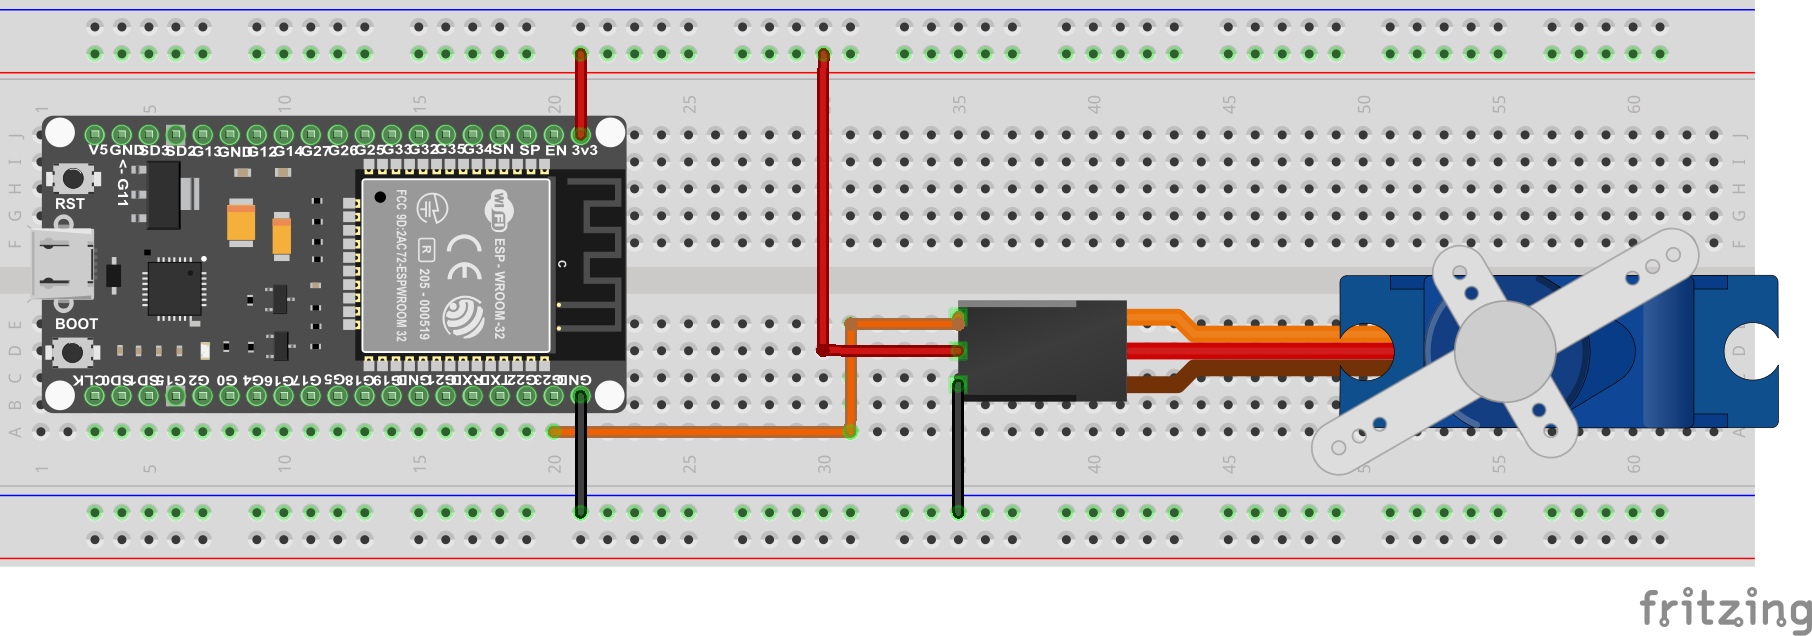 1 5 10 15 20 25 30 35 40 45 50 55 60
J J
I I
H H
G G
F F
V5 GND SD3 SD2 G13 GND G12 G14 G27 G26 G25 G33 G32 G35 G34 SN SP EN 3v3
<- G11
RST
WiFi
FCC 9D:2AC72-ESPWROOM 32
R
205 - 000519
CE
ESP - WROOM -32
C
BOOT
E
D D
C
B
A A
CLK SD0 SD1 G15 G2 G0 G4 G16 G17 G5 G18 G19 GND G21 RXD TXD G22 G23 GND
1 5 10 15 20 25 30 40 45 50 55 60
fritzing